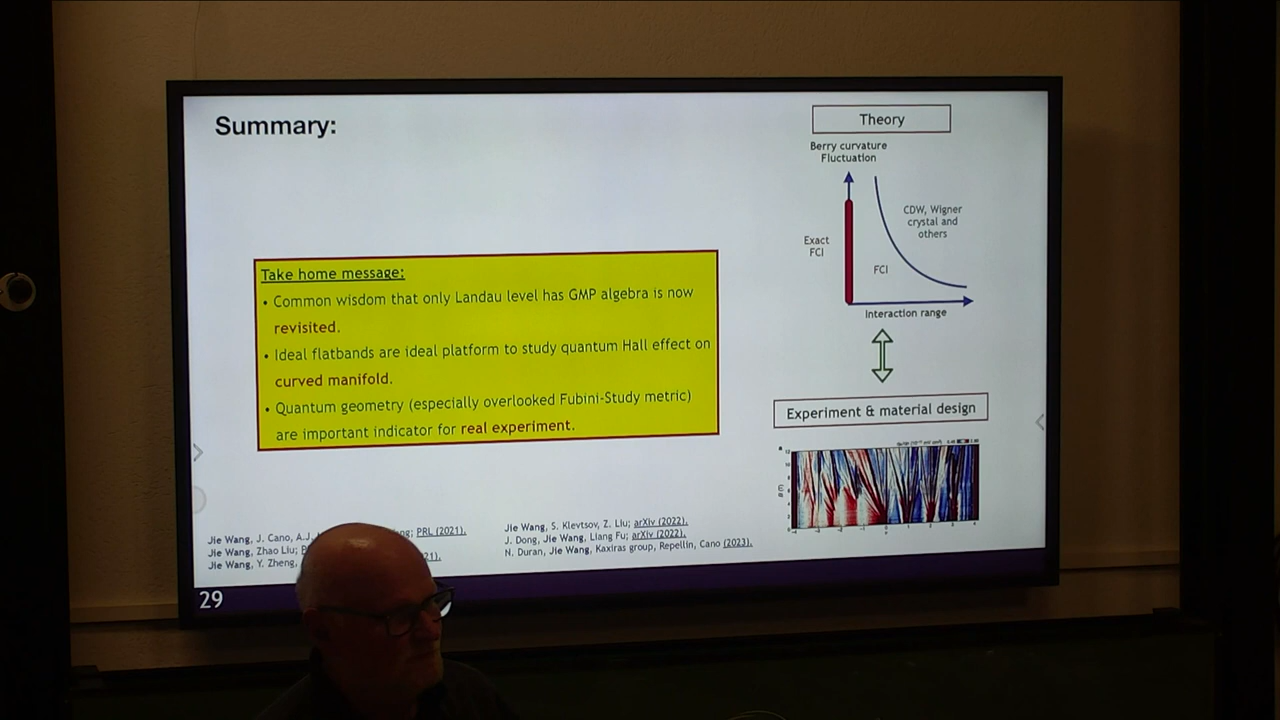 Summary:
Take home message:
• Common wisdom that only Landau level has GMP algebra is now
revisited.
• Ideal flatbands are ideal platform to study quantum Hall effect on
curved manifold.
• Quantum geometry (especially overlooked Fubini-Study metric)
are important indicator for real experiment.
Theory
Berry curvature
Fluctuation
Exact
FCI
FCI
CDW, Wigner
crystal and
others
Interaction range
Experiment & material design
Jie Wang, J. Cano, A.J. PRL (2021).
Jie Wang, Zhao Liu;
Jie Wang, Y. Zheng,
Jie Wang, S. Klevtsov, Z. Liu; arXiv (2022).
J. Dong, Jie Wang, Liang Fu; arXiv (2022).
N. Duran, Jie Wang, Kaxiras group, Repellin, Cano (2023).
29